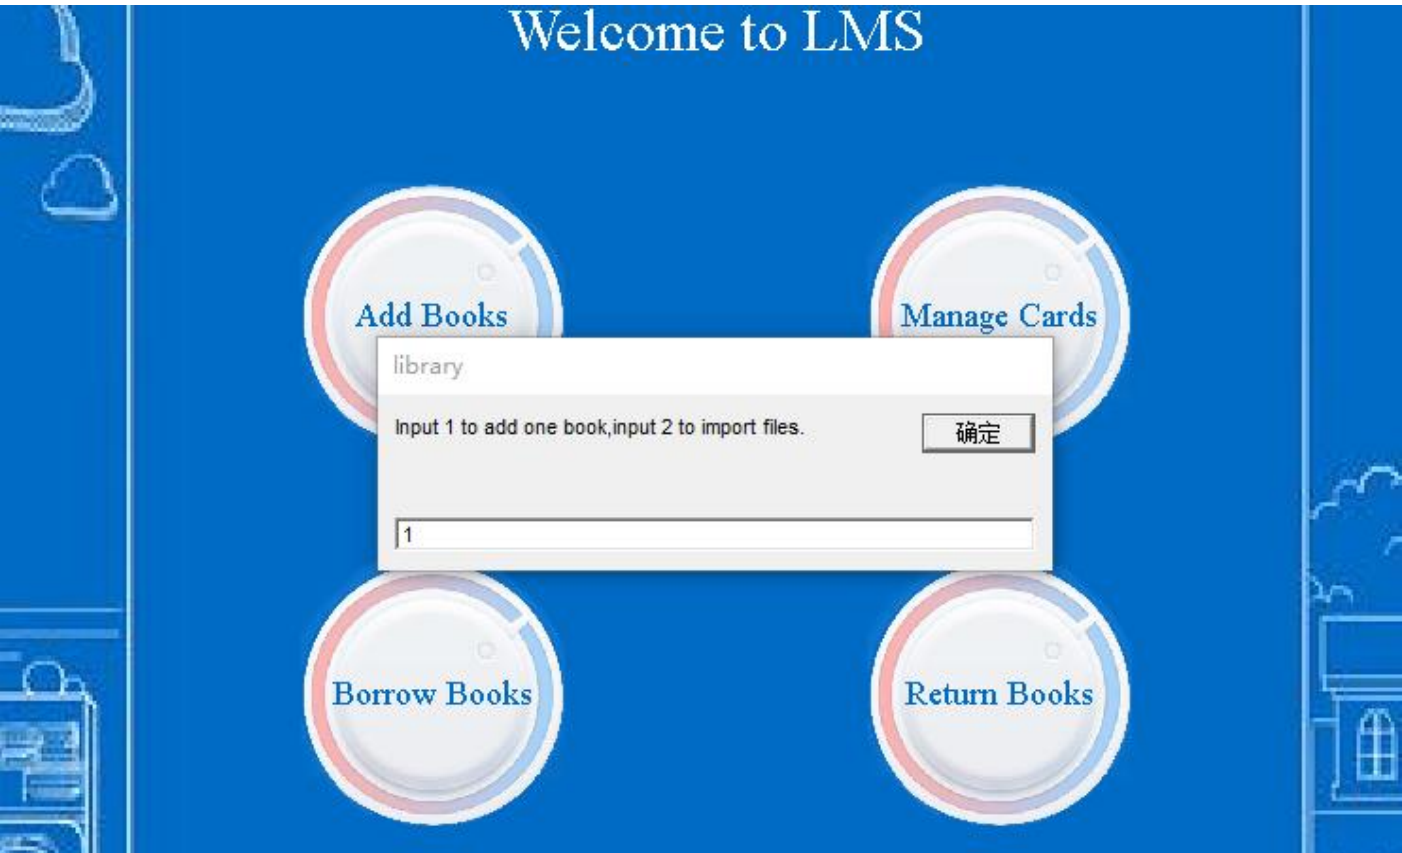 Welcome to LMS
Add Books
Manage Cards
library
Input 1 to add one book,input 2 to import files.
确定
1
Borrow Books
Return Books